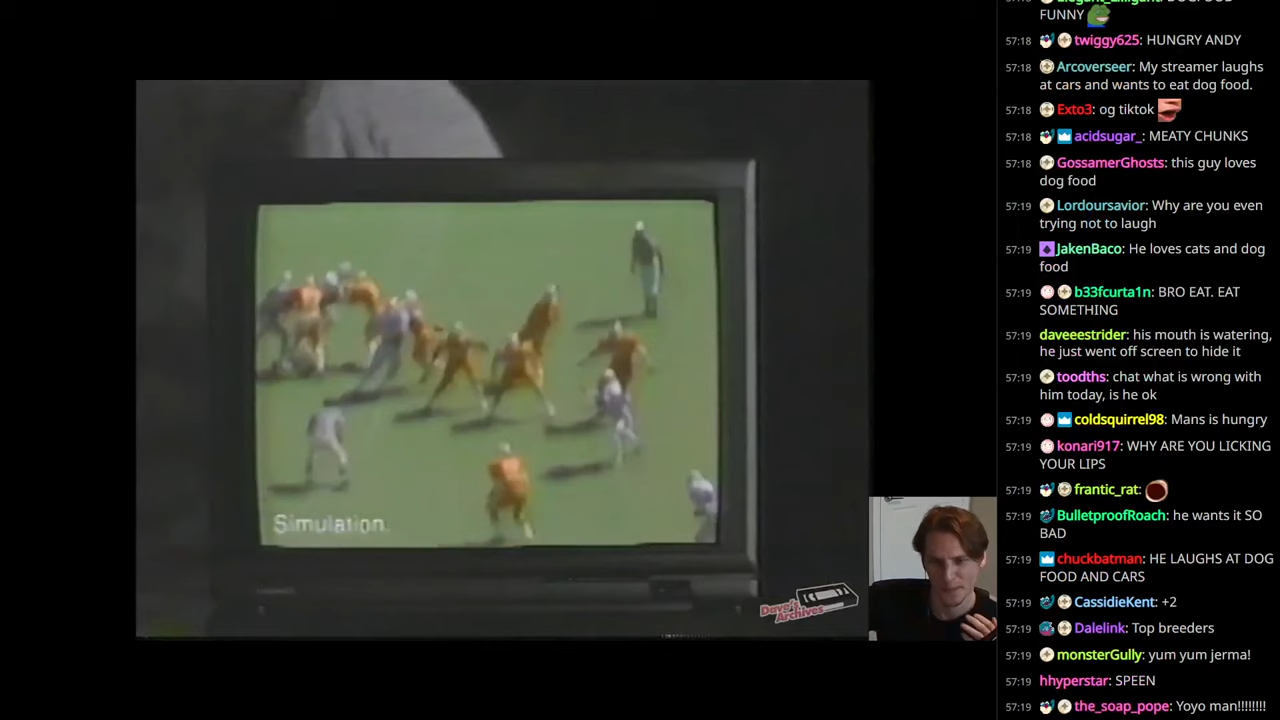 FUNNY
57:18 twiggy625: HUNGRY ANDY
57:18 Arcoverseer: My streamer laughs
at cars and wants to eat dog food.
57:18 Exto3: og tiktok
57:18 acidsugar_: MEATY CHUNKS
57:18 GossamerGhosts: this guy loves
dog food
57:19 Lordoursavior: Why are you even
trying not to laugh
57:19 JakenBaco: He loves cats and dog
food
57:19 b33fcurta1n: BRO EAT. EAT
SOMETHING
57:19 daveeestrider: his mouth is watering,
he just went off screen to hide it
57:19 toodths: chat what is wrong with
him today, is he ok
57:19 coldsquirrel98: Mans is hungry
57:19 konari917: WHY ARE YOU LICKING
YOUR LIPS
57:19 frantic_rat:
57:19 BulletproofRoach: he wants it SO
BAD
57:19 chuckbatman: HE LAUGHS AT DOG
FOOD AND CARS
57:19 CassidieKent: +2
57:19 Dalelink: Top breeders
57:19 monsterGully: yum yum jerma!
57:19 hhyperstar: SPEEN
57:19 the_soap_pope: Yoyo man!!!!!!!!
Simulation.
Dave's
Archives